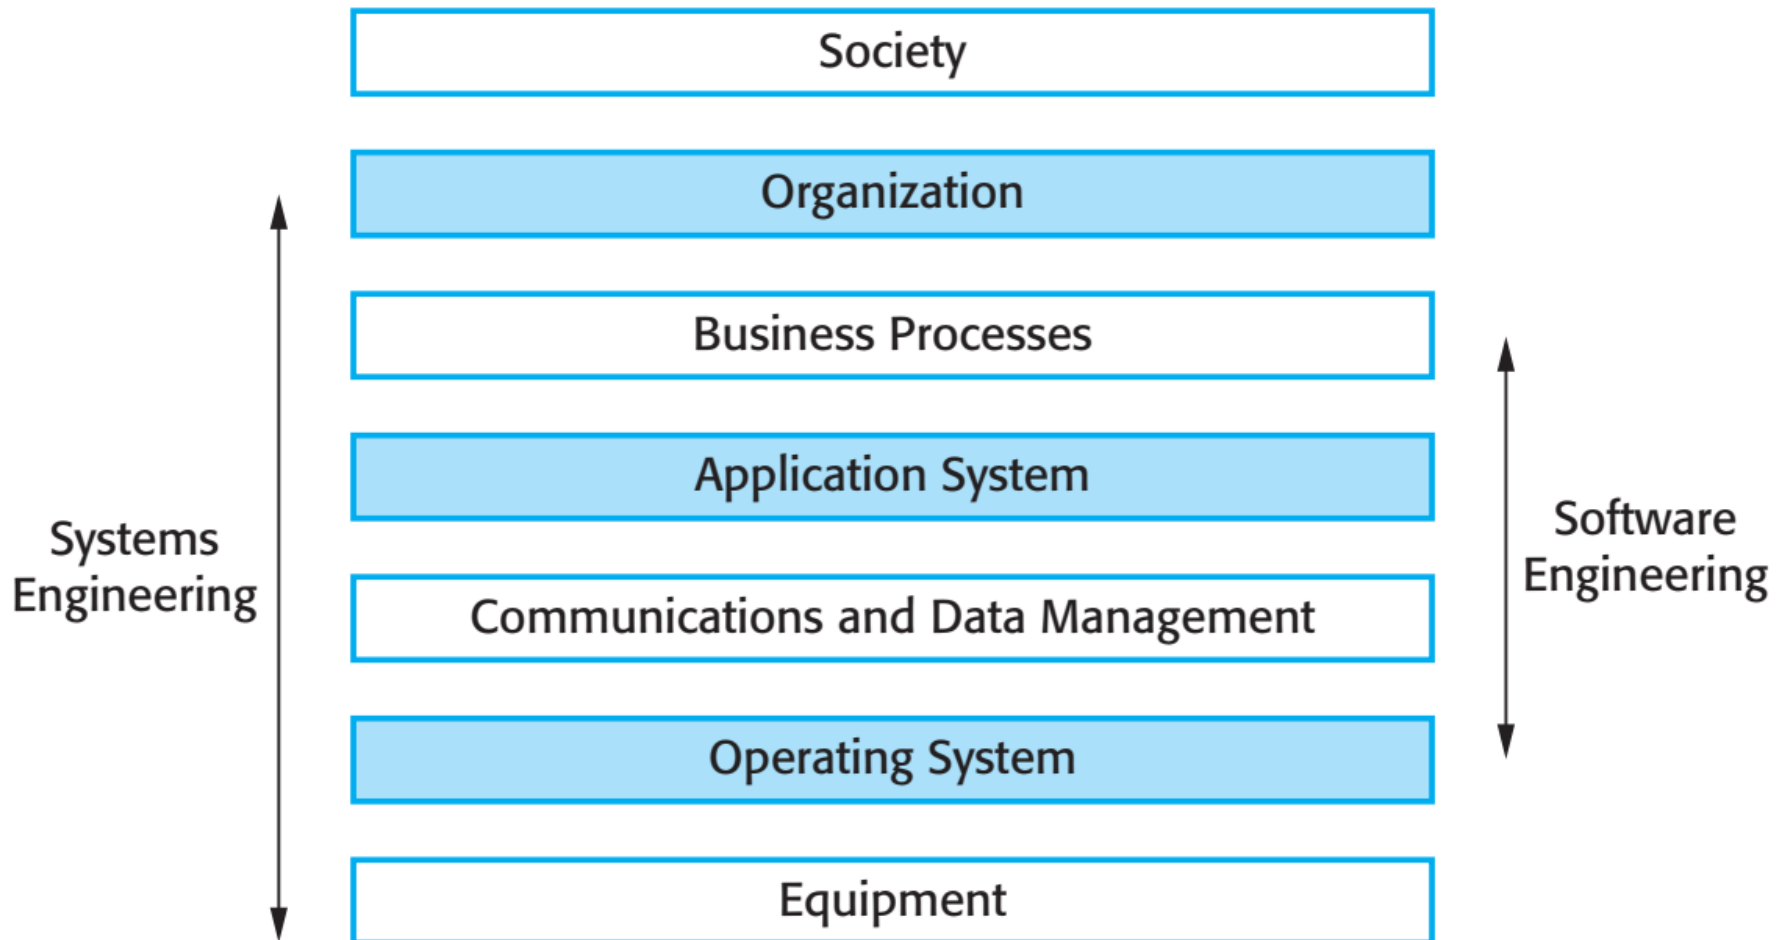 Society
Organization
Business Processes
Application System
Systems
Engineering
Software
Engineering
Communications and Data Management
Operating System
Equipment